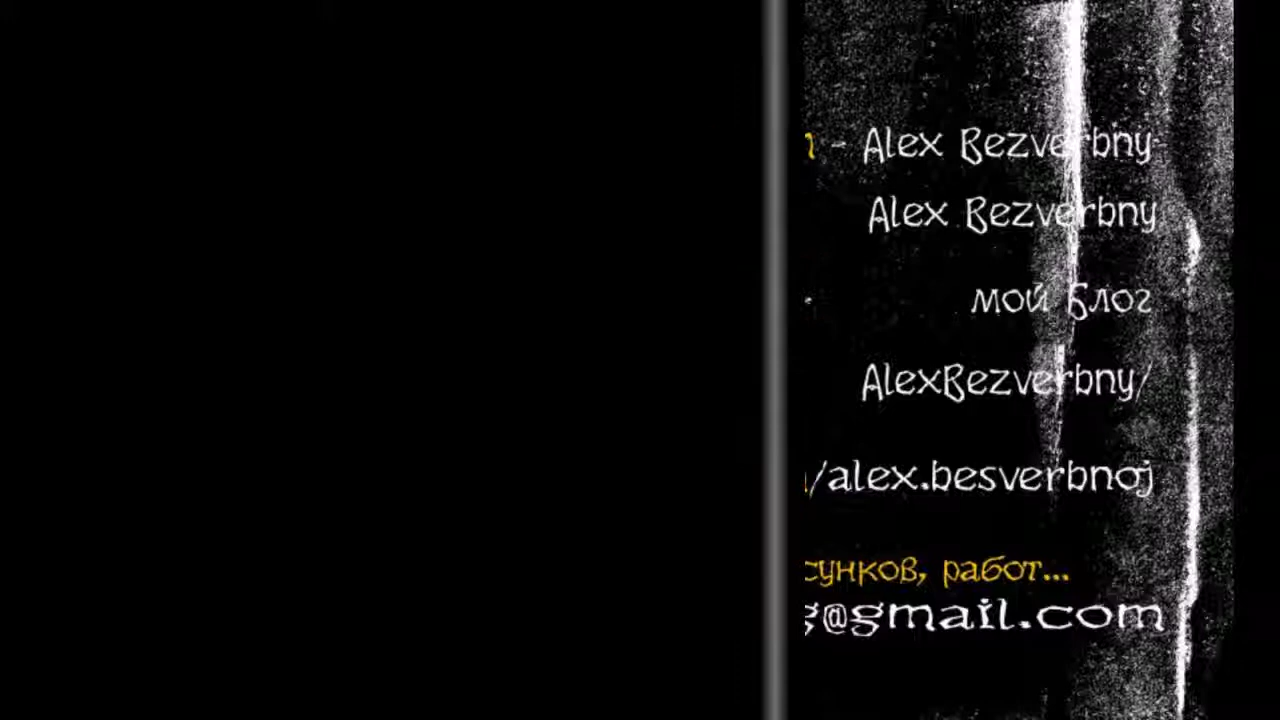 - Alex Bezverbny
Alex Bezverbny
мой блог
AlexBezverbny/
/alex.besverbnoj
сунков, работ...
g@gmail.com